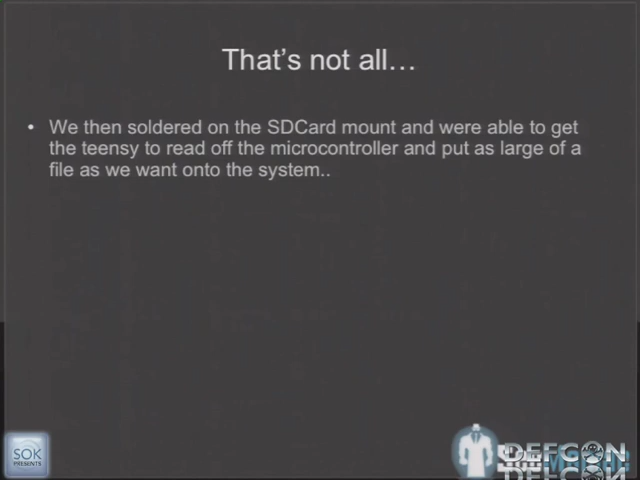 That's not all…
• We then soldered on the SDCard mount and were able to get
the teensy to read off the microcontroller and put as large of a
file as we want onto the system..
SOK
PRESENTS
DEFCON